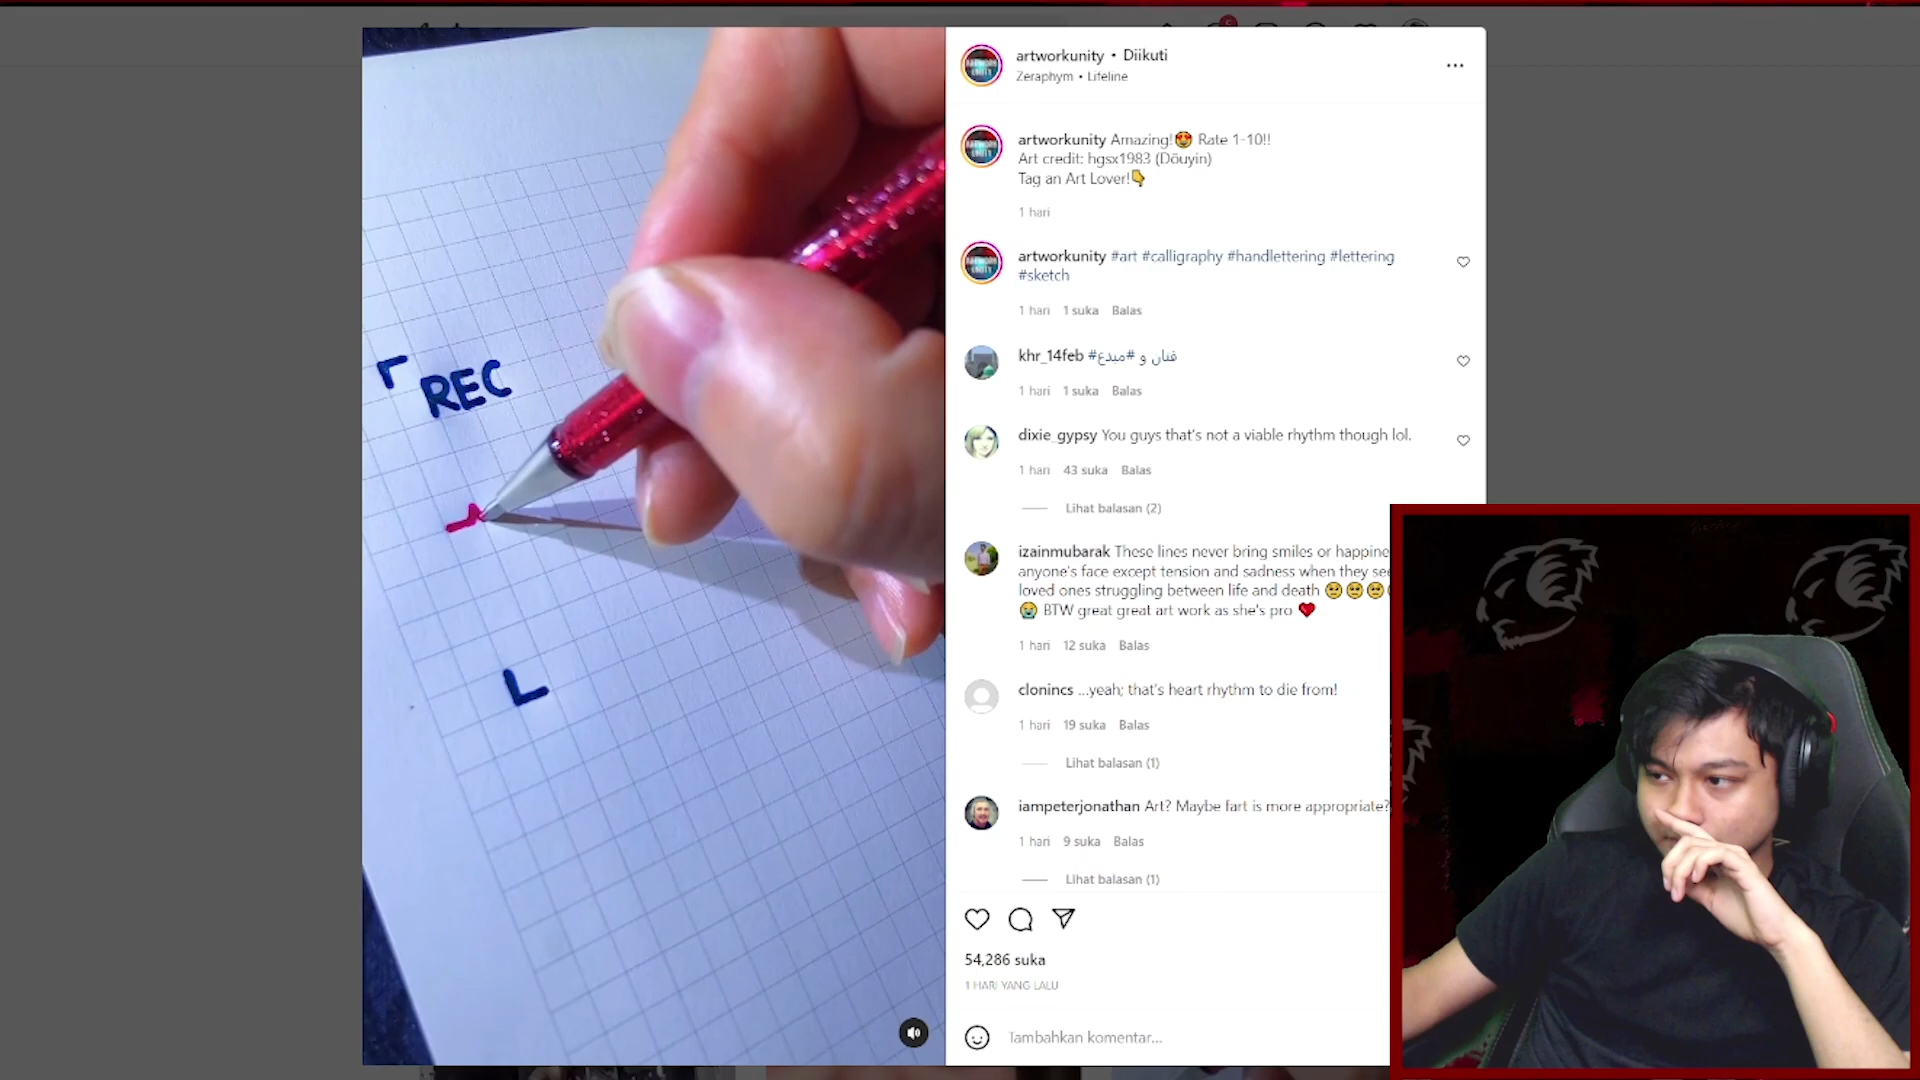 REC
artworkunity • Diikuti
Zeraphym • Lifeline
artworkunity Amazing!😍 Rate 1-10!!
Art credit: hgsx1983 (Dōuyin)
Tag an Art Lover!👇
1 hari
artworkunity #art #calligraphy #handlettering #lettering
#sketch
1 hari 1 suka Balas
khr_14feb #فنان و #مبدع
1 hari 1 suka Balas
dixie_gypsy You guys that's not a viable rhythm though lol.
1 hari 43 suka Balas
Lihat balasan (2)
izainmubarak These lines never bring smiles or happine
anyone's face except tension and sadness when they see
loved ones struggling between life and death 🥺🥺🥺
😭 BTW great great art work as she's pro ❤️
1 hari 12 suka Balas
clonincs ...yeah; that's heart rhythm to die from!
1 hari 19 suka Balas
Lihat balasan (1)
iampeterjonathan Art? Maybe fart is more appropriate?
1 hari 9 suka Balas
Lihat balasan (1)
54,286 suka
1 HARI YANG LALU
Tambahkan komentar...